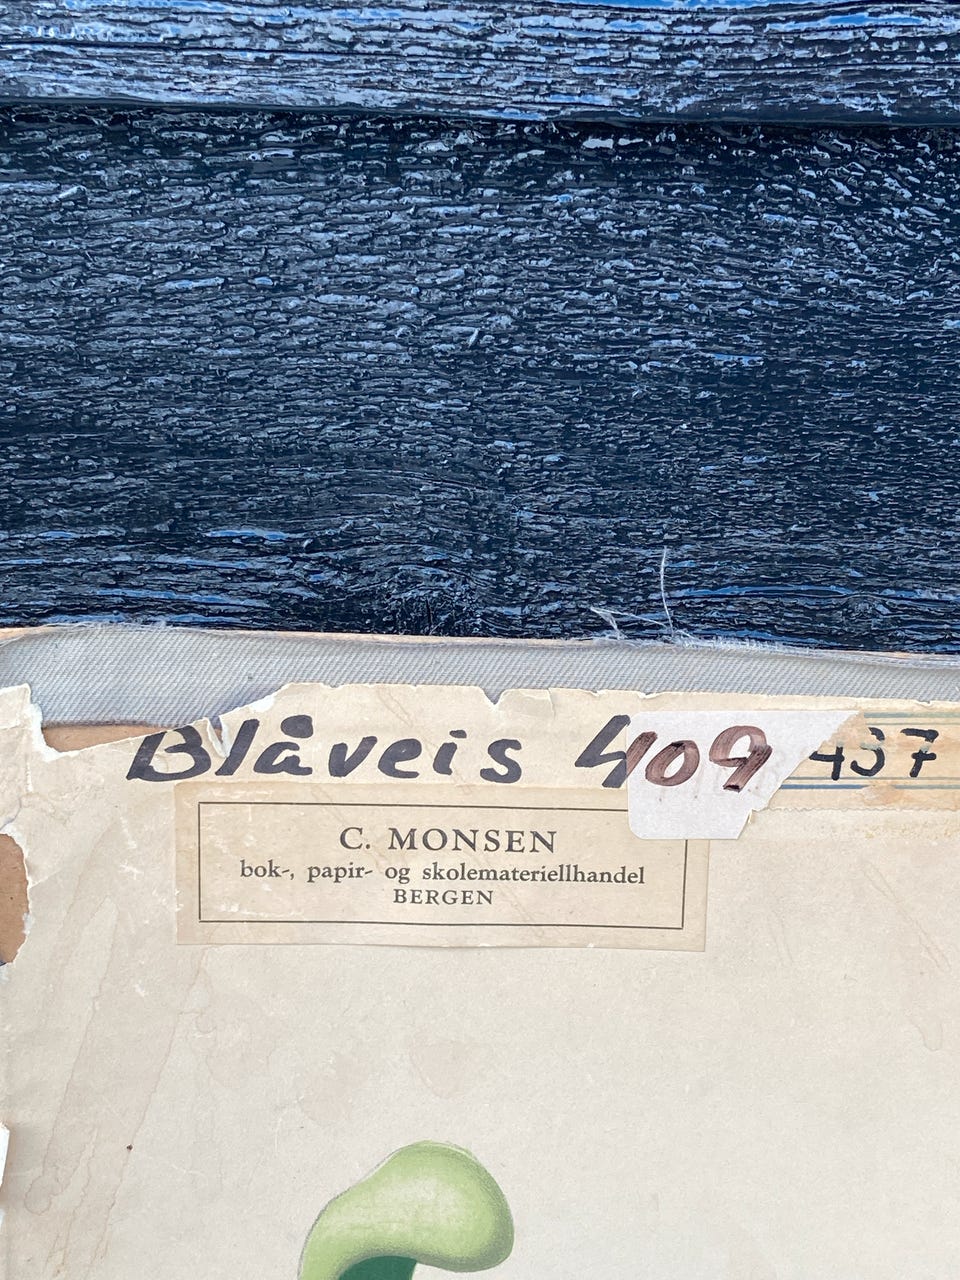 Blåveis 409 437
C. MONSEN
bok-, papir- og skolemateriellhandel
BERGEN